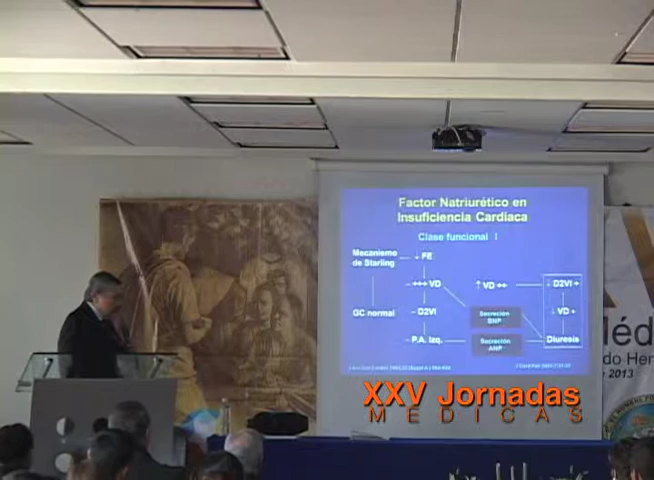 Factor Natriurético en
Insuficiencia Cardiaca
Clase funcional I
Mecanismo
de Starling
↓ FE
+++ VD
↑ VD ++
↓ D2VI +
GC normal
– D2VI
Secreción
BNP
↓ VD +
– P.A. Izq.
Secreción
ANP
Diuresis
XXV Jornadas
MEDICAS
2013